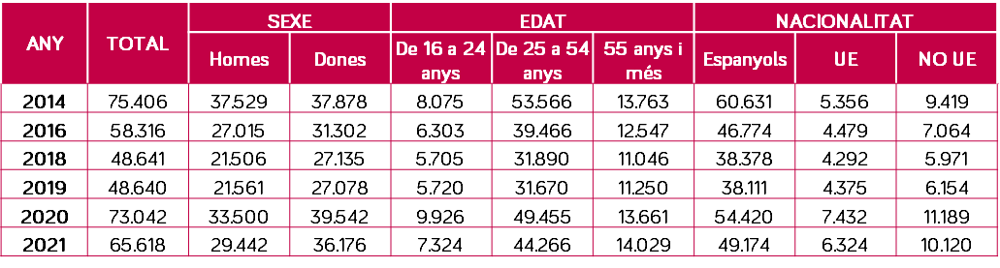 ANY TOTAL SEXE EDAT NACIONALITAT
Homes Dones De 16 a 24 anys De 25 a 54 anys 55 anys i més Espanyols UE NO UE
2014 75.406 37.529 37.878 8.075 53.566 13.763 60.631 5.356 9.419
2016 58.316 27.015 31.302 6.303 39.466 12.547 46.774 4.479 7.064
2018 48.641 21.506 27.135 5.705 31.890 11.046 38.378 4.292 5.971
2019 48.640 21.561 27.078 5.720 31.670 11.250 38.111 4.375 6.154
2020 73.042 33.500 39.542 9.926 49.455 13.661 54.420 7.432 11.189
2021 65.618 29.442 36.176 7.324 44.266 14.029 49.174 6.324 10.120